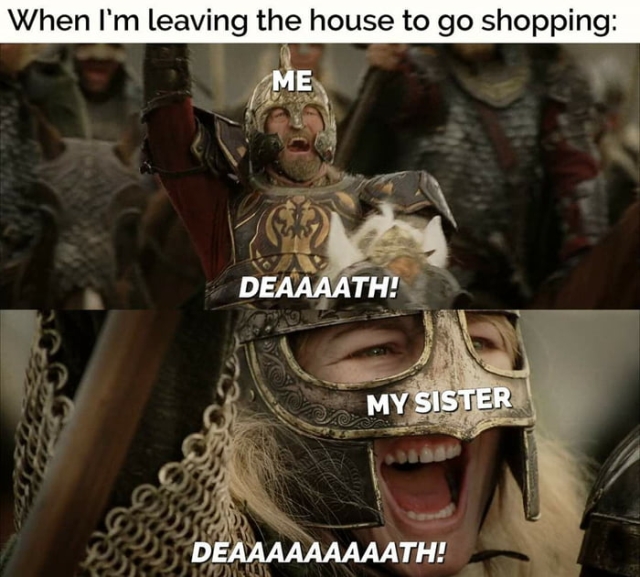 When I'm leaving the house to go shopping:
ME
DEAAAATH!
MY SISTER
DEAAAAAAAAATH!